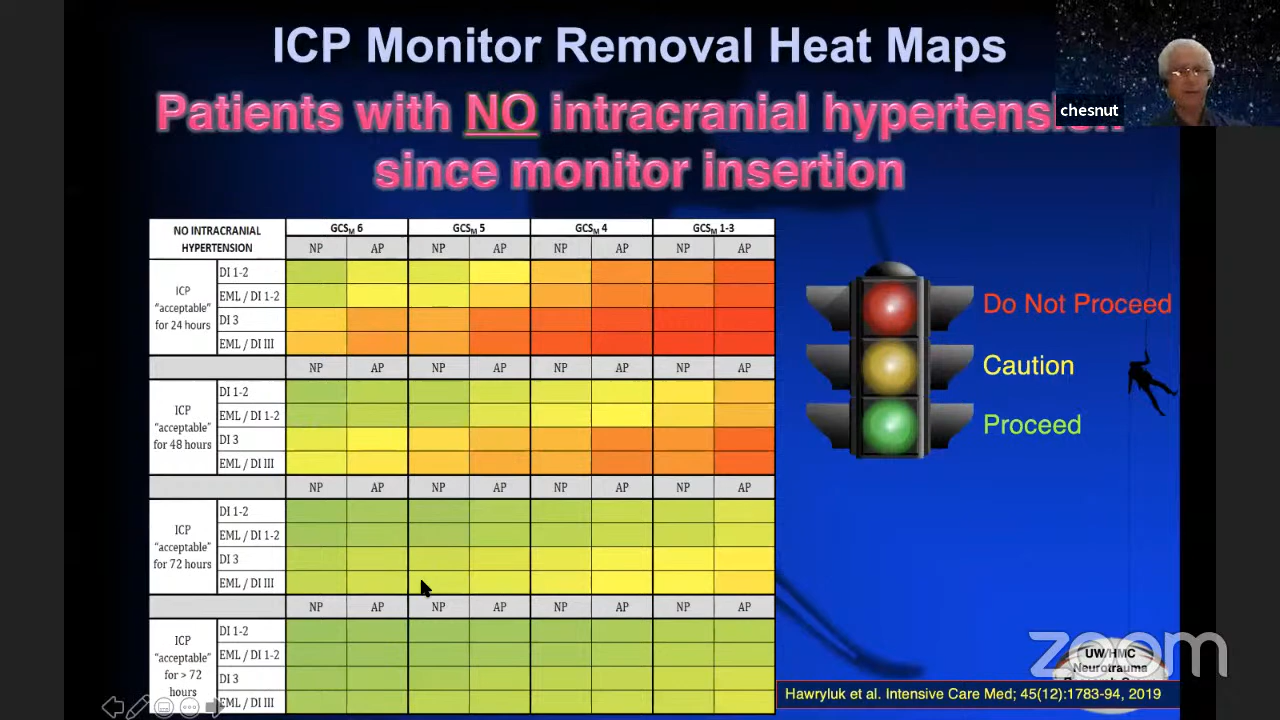 ICP Monitor Removal Heat Maps
Patients with NO intracranial hypertension
since monitor insertion
chesnut
NO INTRACRANIAL
HYPERTENSION
GCSM 6 GCSM 5 GCSM 4 GCSM 1-3
NP AP NP AP NP AP NP AP
ICP
"acceptable"
for 24 hours
DI 1-2
EML / DI 1-2
DI 3
EML / DI III
NP AP NP AP NP AP NP AP
ICP
"acceptable"
for 48 hours
DI 1-2
EML / DI 1-2
DI 3
EML / DI III
NP AP NP AP NP AP NP AP
ICP
"acceptable"
for 72 hours
DI 1-2
EML / DI 1-2
DI 3
EML / DI III
NP AP NP AP NP AP NP AP
ICP
"acceptable"
for > 72
hours
DI 1-2
EML / DI 1-2
DI 3
EML / DI III
Do Not Proceed
Caution
Proceed
zoom
UW/HMC
Neurotrauma
Hawryluk et al. Intensive Care Med; 45(12):1783-94, 2019